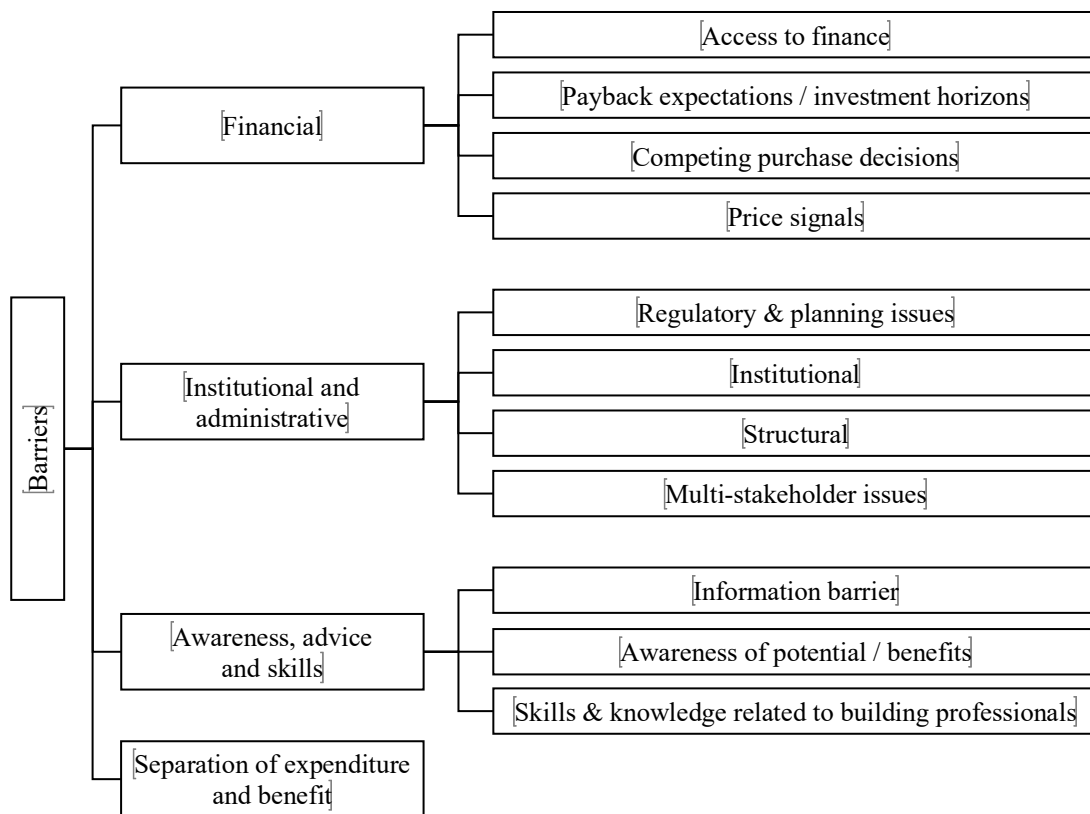 Barriers
Financial
Access to finance
Payback expectations / investment horizons
Competing purchase decisions
Price signals
Institutional and
administrative
Regulatory & planning issues
Institutional
Structural
Multi-stakeholder issues
Awareness, advice
and skills
Information barrier
Awareness of potential / benefits
Skills & knowledge related to building professionals
Separation of expenditure
and benefit